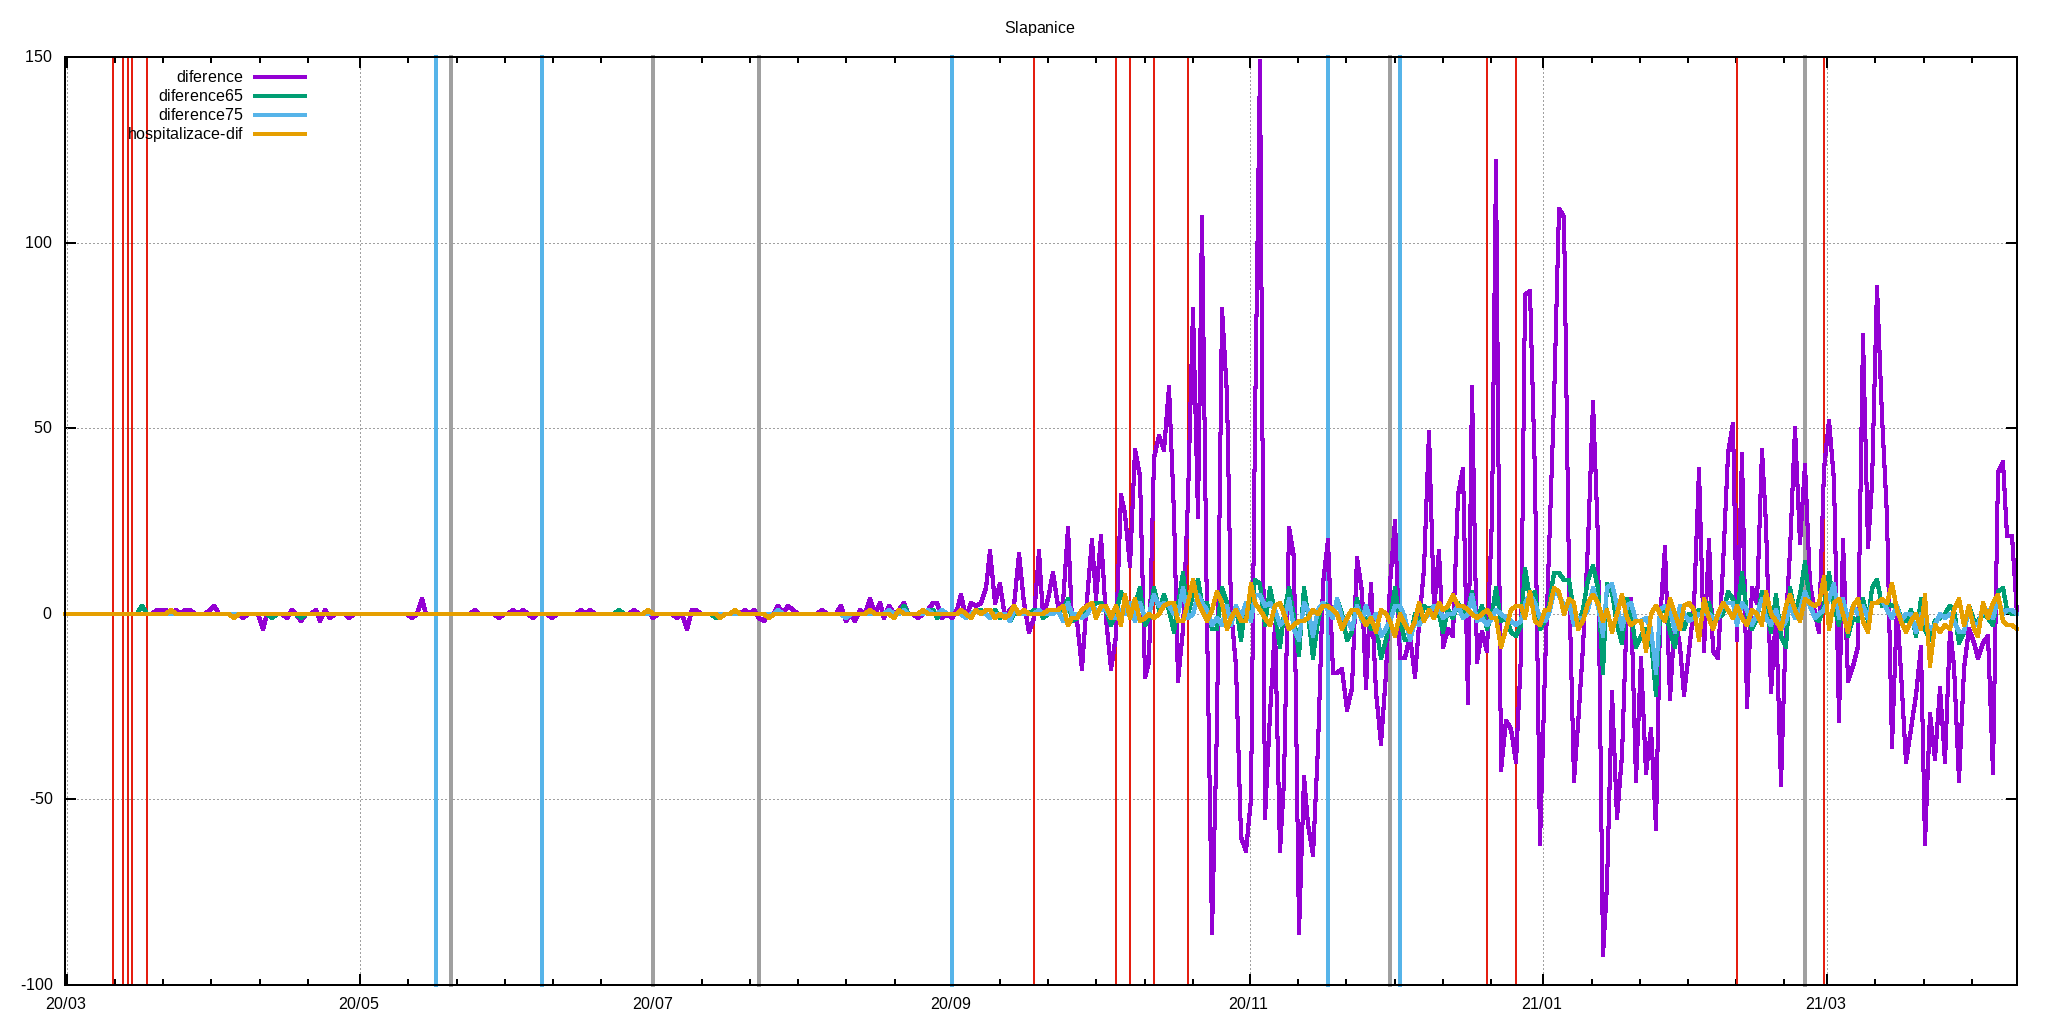 Slapanice
150
diference
diference65
diference75
hospitalizace-dif
100
50
0
-50
-100
20/03 20/05 20/07 20/09 20/11 21/01 21/03